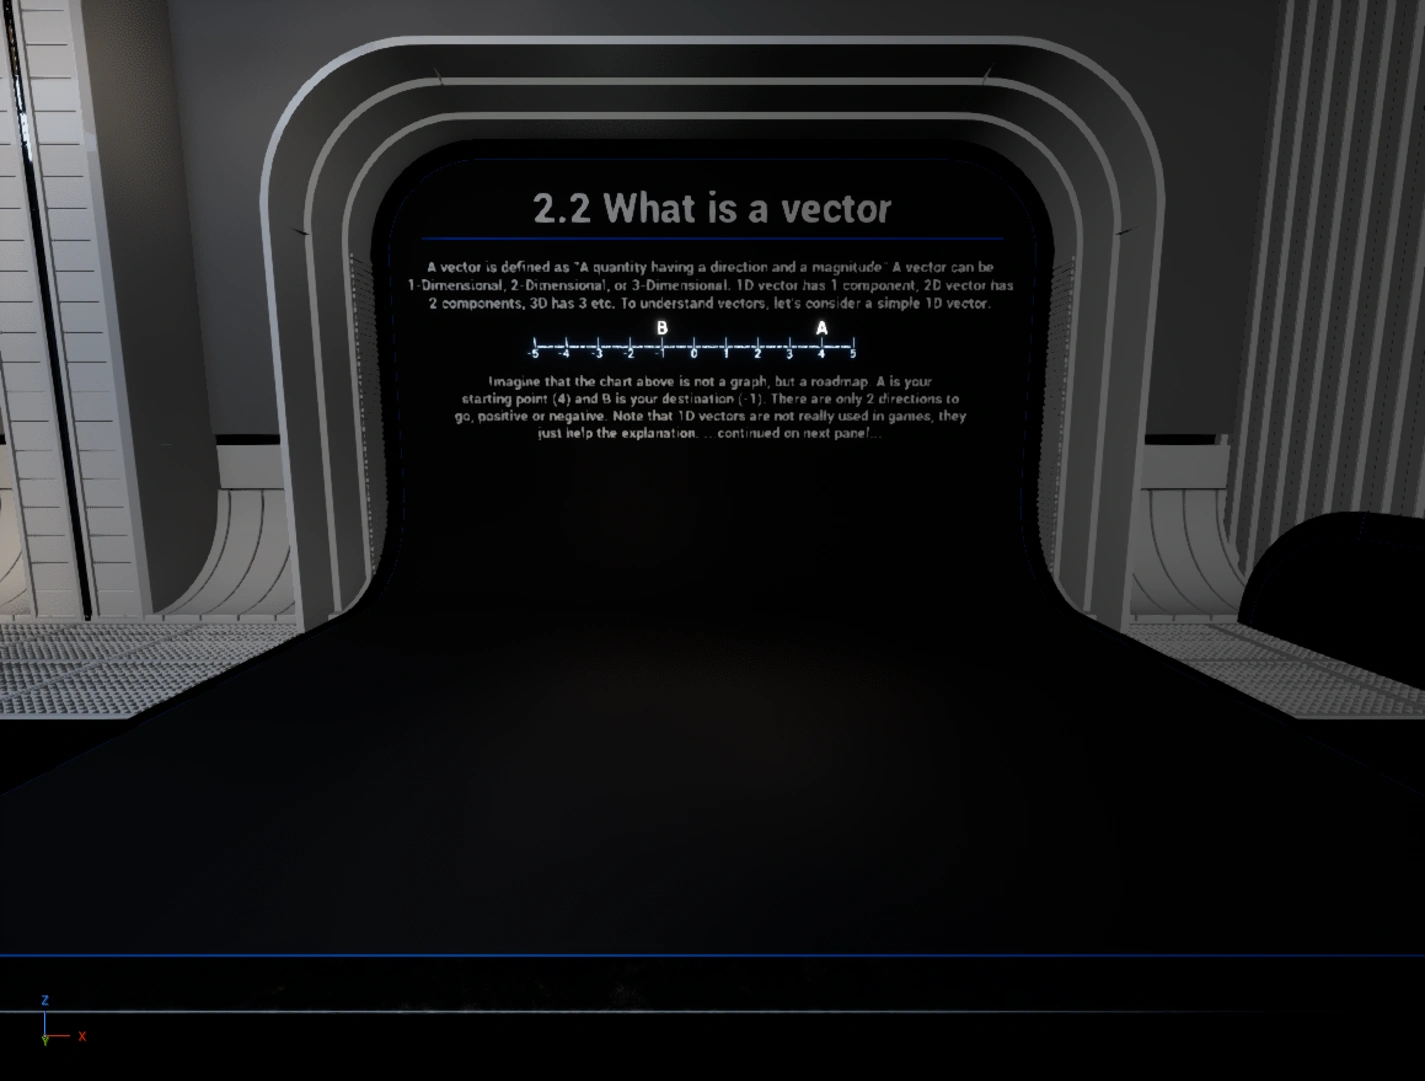 2.2 What is a vector
A vector is defined as "A quantity having a direction and a magnitude" A vector can be
1-Dimensional, 2-Dimensional, or 3-Dimensional. 1D vector has 1 component, 2D vector has
2 components, 3D has 3 etc. To understand vectors, let's consider a simple 1D vector.
B A
-5 -4 -3 -2 -1 0 1 2 3 4 5
Imagine that the chart above is not a graph, but a roadmap. A is your
starting point (4) and B is your destination (-1). There are only 2 directions to
go, positive or negative. Note that 1D vectors are not really used in games, they
just help the explanation. ...continued on next panel...
Z
X
Y